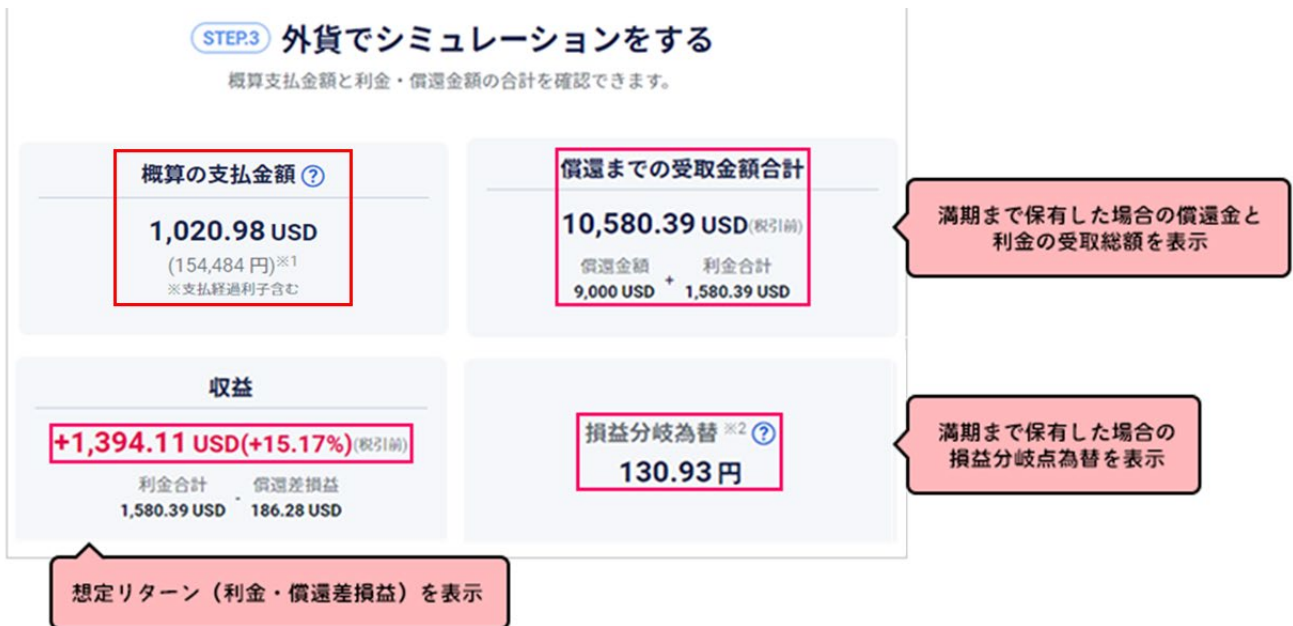 STEP.3 外貨でシミュレーションをする
概算支払金額と利金・償還金額の合計を確認できます。
概算の支払金額 ?
1,020.98 USD
(154,484 円)※1
※支払経過利子含む
償還までの受取金額合計
10,580.39 USD(税引前)
償還金額 + 利金合計
9,000 USD 1,580.39 USD
満期まで保有した場合の償還金と
利金の受取総額を表示
収益
+1,394.11 USD(+15.17%)(税引前)
利金合計 - 償還差損益
1,580.39 USD 186.28 USD
損益分岐為替 ※2 ?
130.93 円
満期まで保有した場合の
損益分岐点為替を表示
想定リターン（利金・償還差損益）を表示